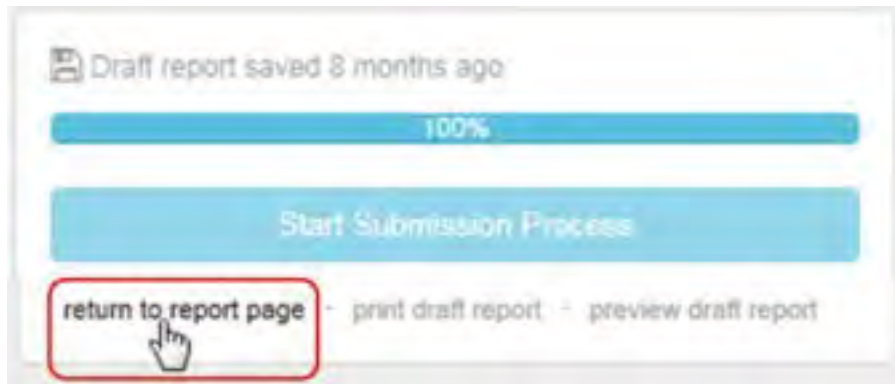 Draft report saved 8 months ago
100%
Start Submission Process
return to report page - print draft report - preview draft report